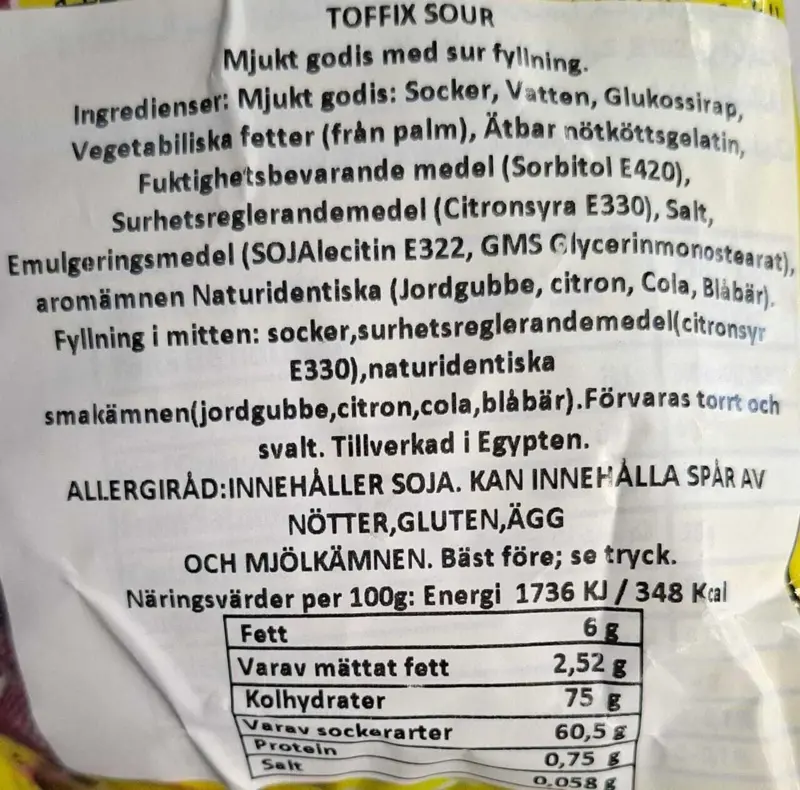 TOFFIX SOUR
Mjukt godis med sur fyllning.
Ingredienser: Mjukt godis: Socker, Vatten, Glukossirap,
Vegetabiliska fetter (från palm), Ätbar nötköttsgelatin,
Fuktighetsbevarande medel (Sorbitol E420),
Surhetsreglerandemedel (Citronsyra E330), Salt,
Emulgeringsmedel (SOJAlecitin E322, GMS Glycerinmonostearat),
aromämnen Naturidentiska (Jordgubbe, citron, Cola, Blåbär).
Fyllning i mitten: socker,surhetsreglerandemedel(citronsyr
E330),naturidentiska
smakämnen(jordgubbe,citron,cola,blåbär).Förvaras torrt och
svalt. Tillverkad i Egypten.
ALLERGIRÅD:INNEHÅLLER SOJA. KAN INNEHÅLLA SPÅR AV
NÖTTER,GLUTEN,ÄGG
OCH MJÖLKÄMNEN. Bäst före; se tryck.
Näringsvärder per 100g: Energi 1736 KJ / 348 Kcal
Fett 6 g
Varav mättat fett 2,52 g
Kolhydrater 75 g
Varav sockerarter 60,5 g
Protein 0,75 g
Salt 0,058 g